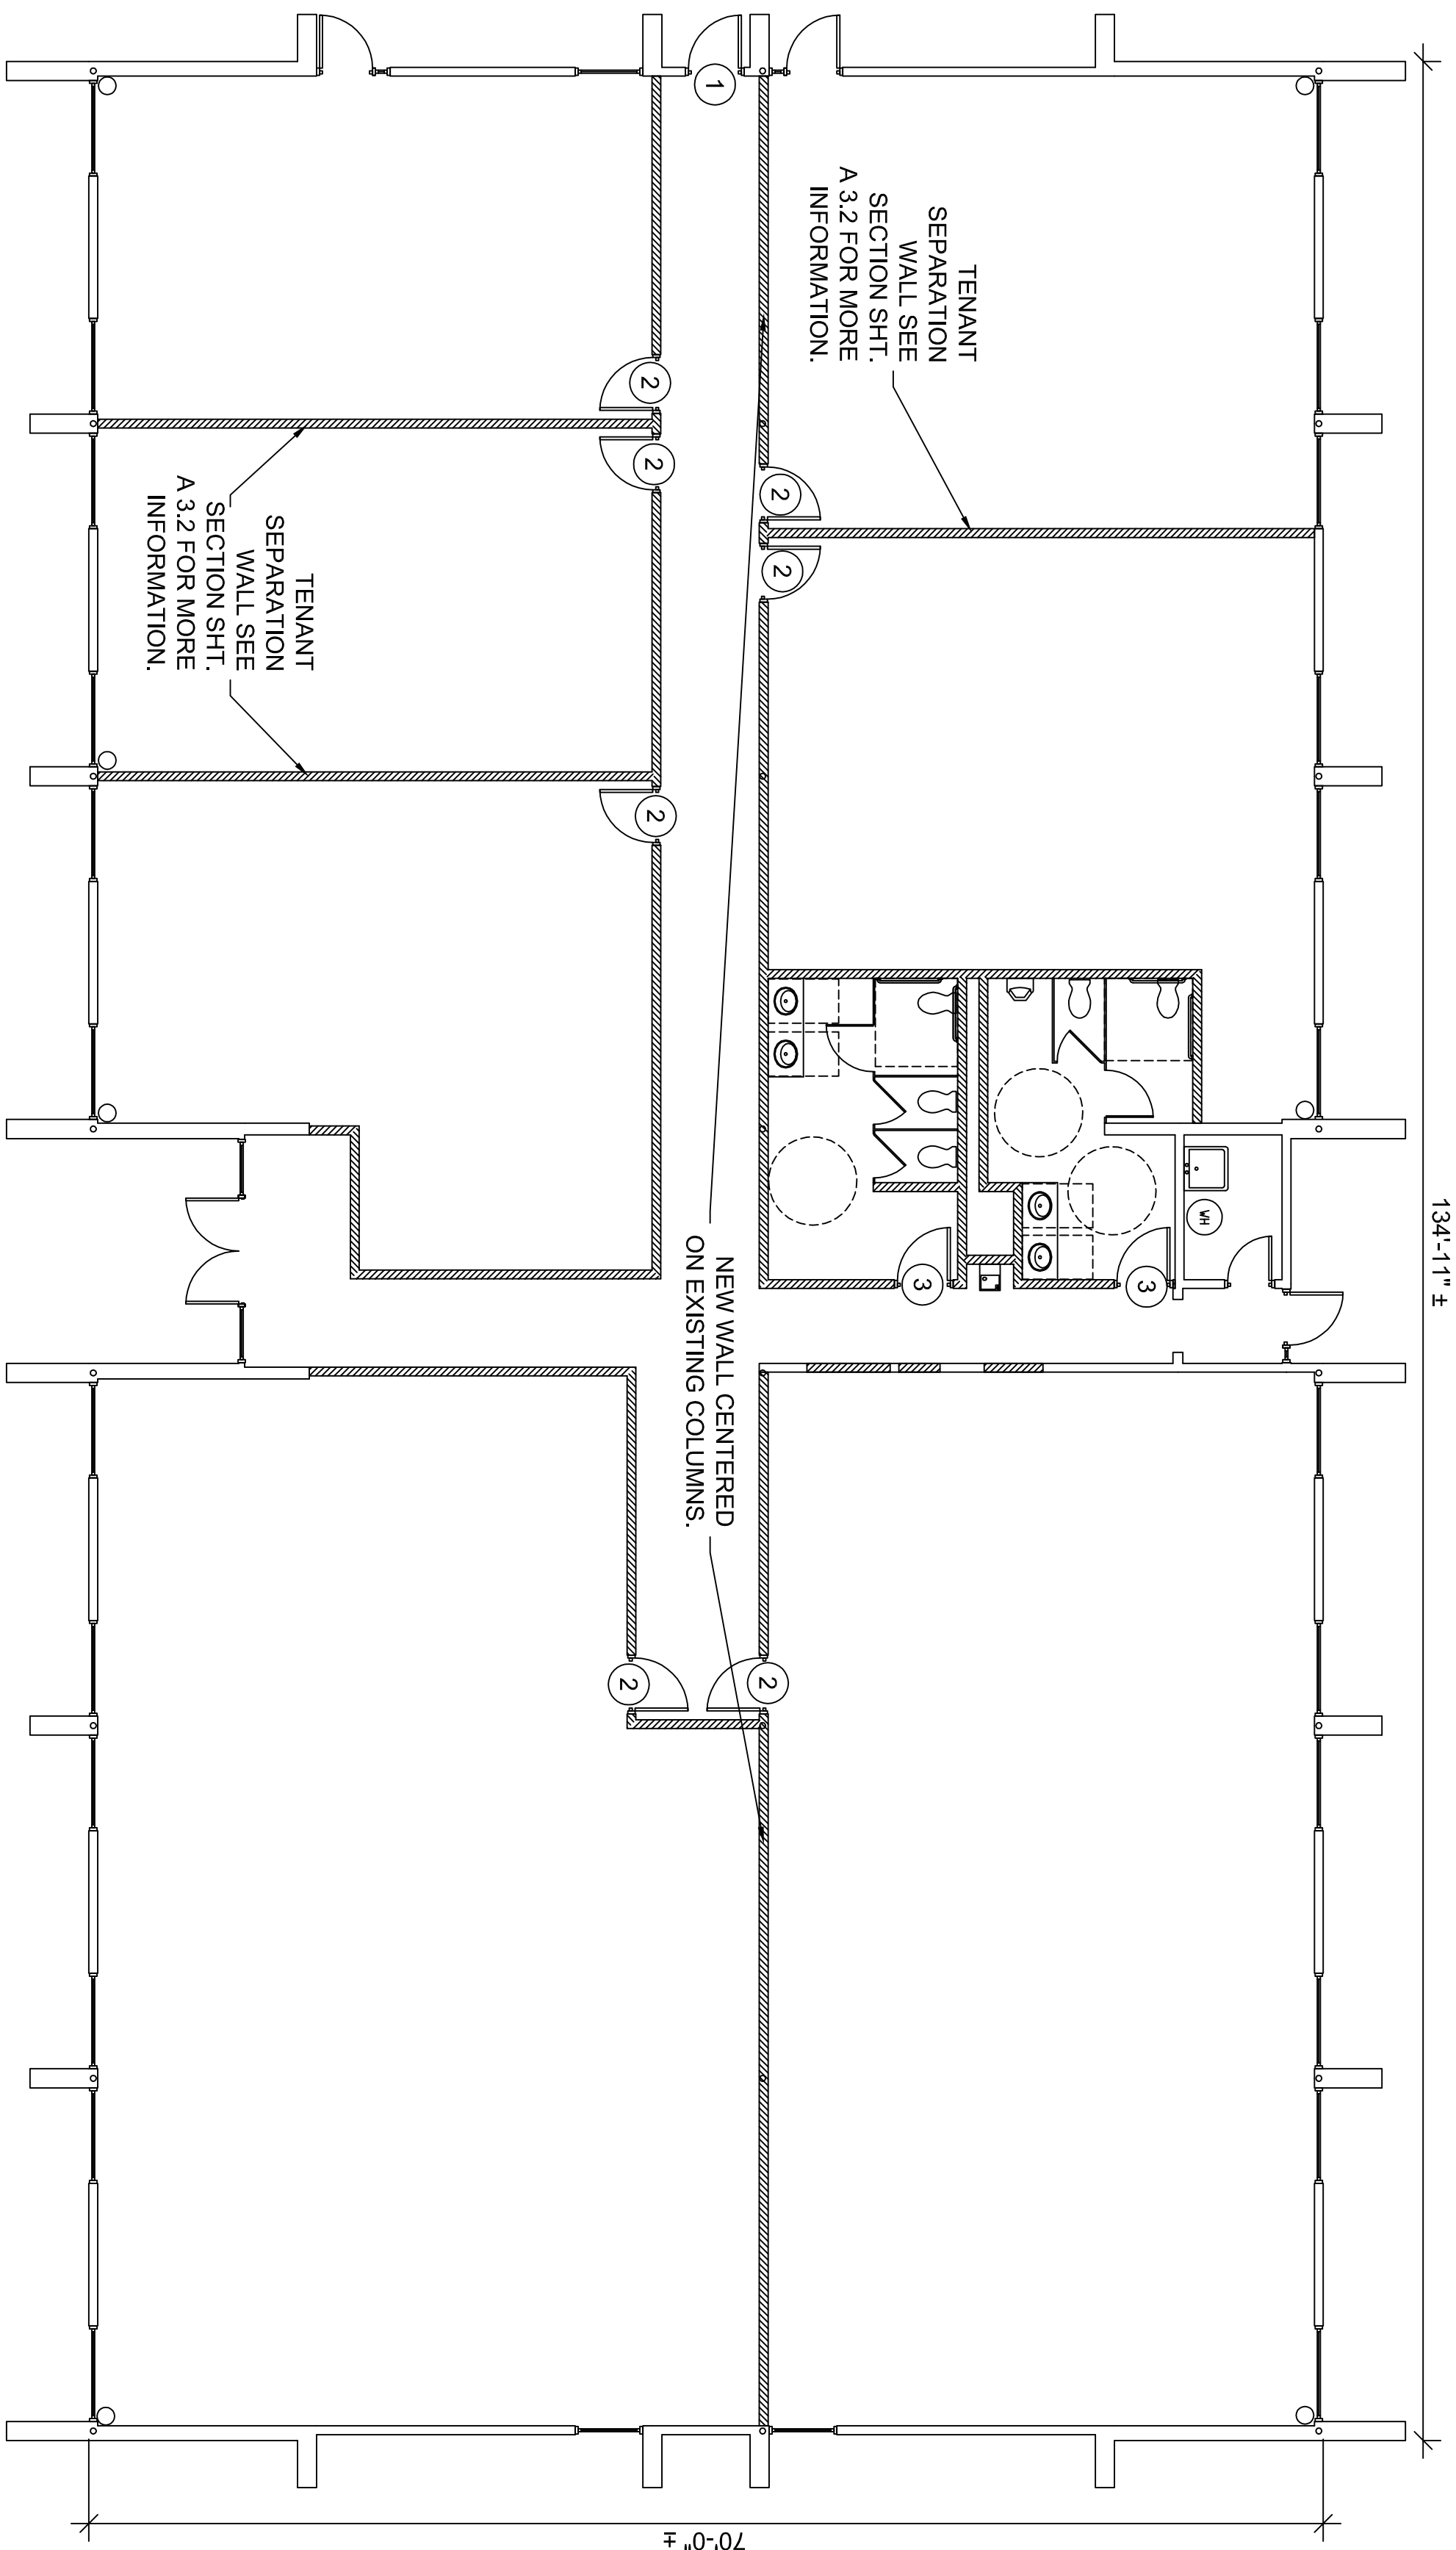 134'-11" ±
TENANT
SEPARATION
WALL SEE
SECTION SHT.
A 3.2 FOR MORE
INFORMATION.
1
2
2
2
2
2
TENANT
SEPARATION
WALL SEE
SECTION SHT.
A 3.2 FOR MORE
INFORMATION.
WH
3
3
NEW WALL CENTERED
ON EXISTING COLUMNS.
2
2
70'-0" ±